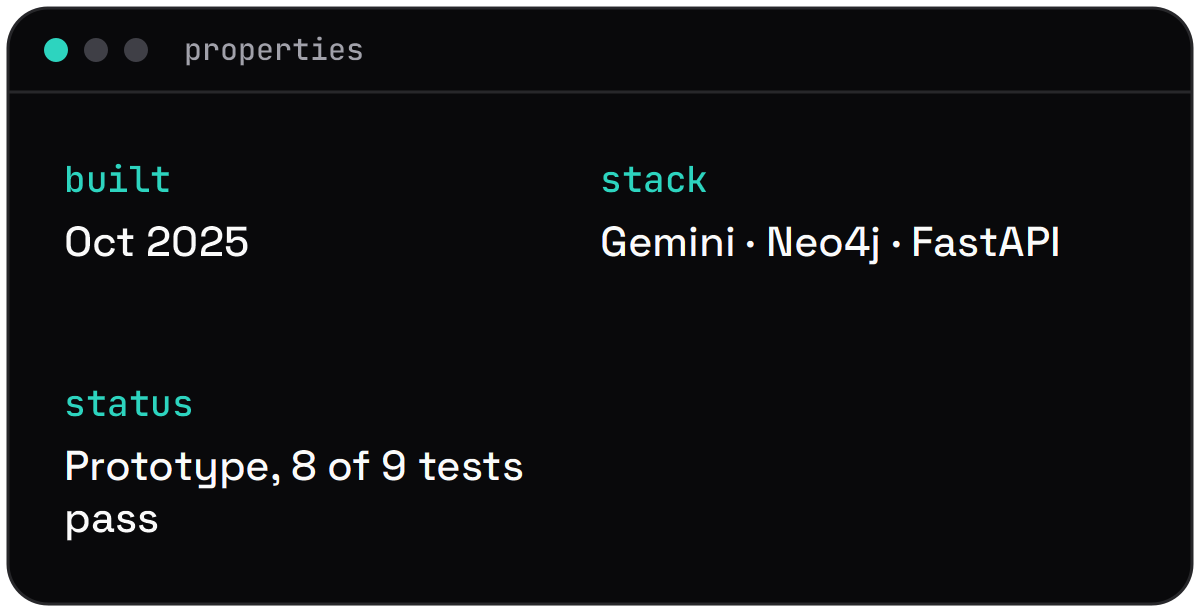 properties
built
Oct 2025
stack
Gemini · Neo4j · FastAPI
status
Prototype, 8 of 9 tests
pass